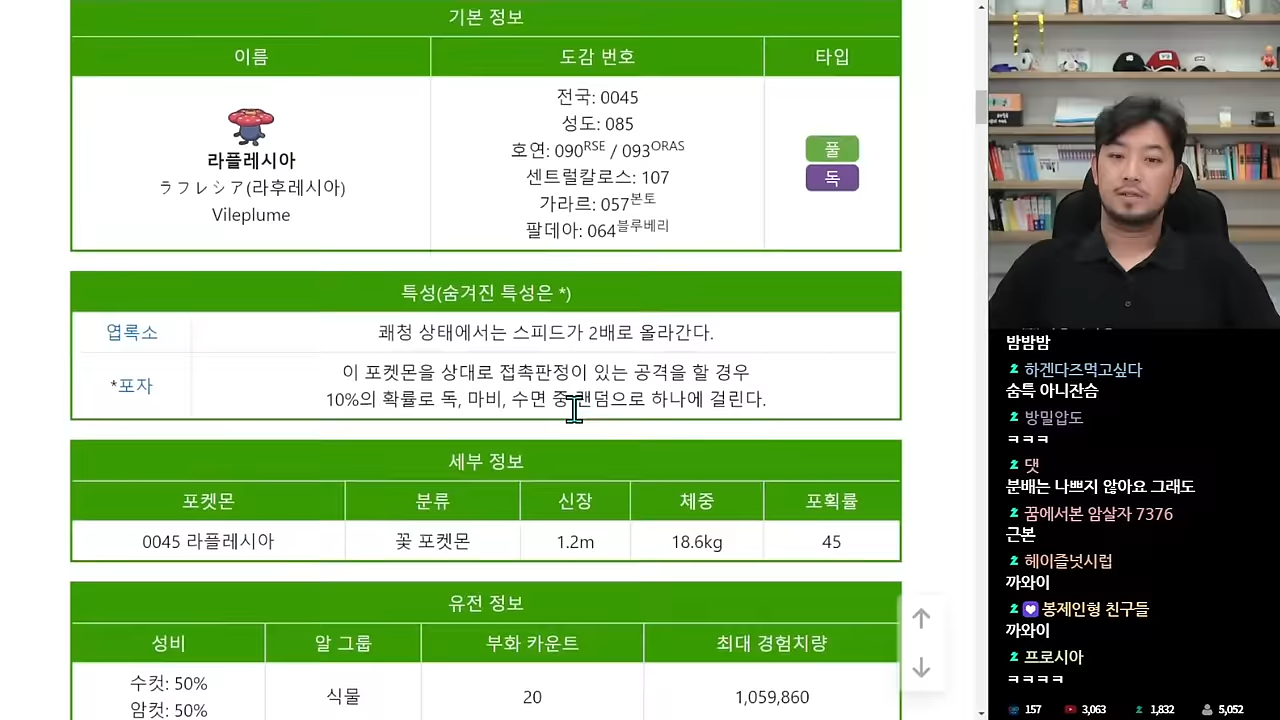 기본 정보
이름
도감 번호
타입
라플레시아
ラフレシア(라후레시아)
Vileplume
전국: 0045
성도: 085
호연: 090RSE / 093ORAS
센트럴칼로스: 107
가라르: 057본토
팔데아: 064블루베리
풀
독
특성(숨겨진 특성은 *)
엽록소
쾌청 상태에서는 스피드가 2배로 올라간다.
*포자
이 포켓몬을 상대로 접촉판정이 있는 공격을 할 경우
10%의 확률로 독, 마비, 수면 중 랜덤으로 하나에 걸린다.
세부 정보
포켓몬
분류
신장
체중
포획률
0045 라플레시아
꽃 포켓몬
1.2m
18.6kg
45
유전 정보
성비
알 그룹
부화 카운트
최대 경험치량
수컷: 50%
암컷: 50%
식물
20
1,059,860
밤밤밤
하겐다즈먹고싶다
숨특 아니잔슴
방밀압도
ㅋㅋㅋ
댓
분배는 나쁘지 않아요 그래도
꿈에서본 암살자 7376
근본
헤이즐넛시럽
까와이
봉제인형 친구들
까와이
프로시아
ㅋㅋㅋㅋ
157
3,063
1,832
5,052